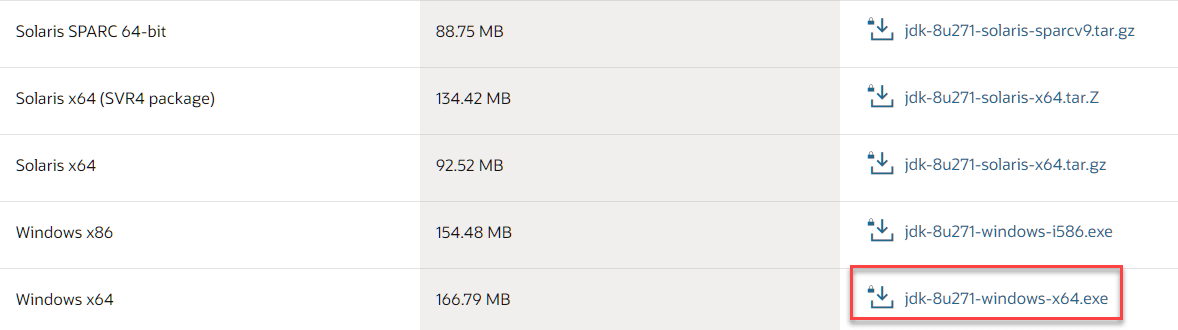 Solaris SPARC 64-bit 88.75 MB jdk-8u271-solaris-sparcv9.tar.gz
Solaris x64 (SVR4 package) 134.42 MB jdk-8u271-solaris-x64.tar.Z
Solaris x64 92.52 MB jdk-8u271-solaris-x64.tar.gz
Windows x86 154.48 MB jdk-8u271-windows-i586.exe
Windows x64 166.79 MB jdk-8u271-windows-x64.exe